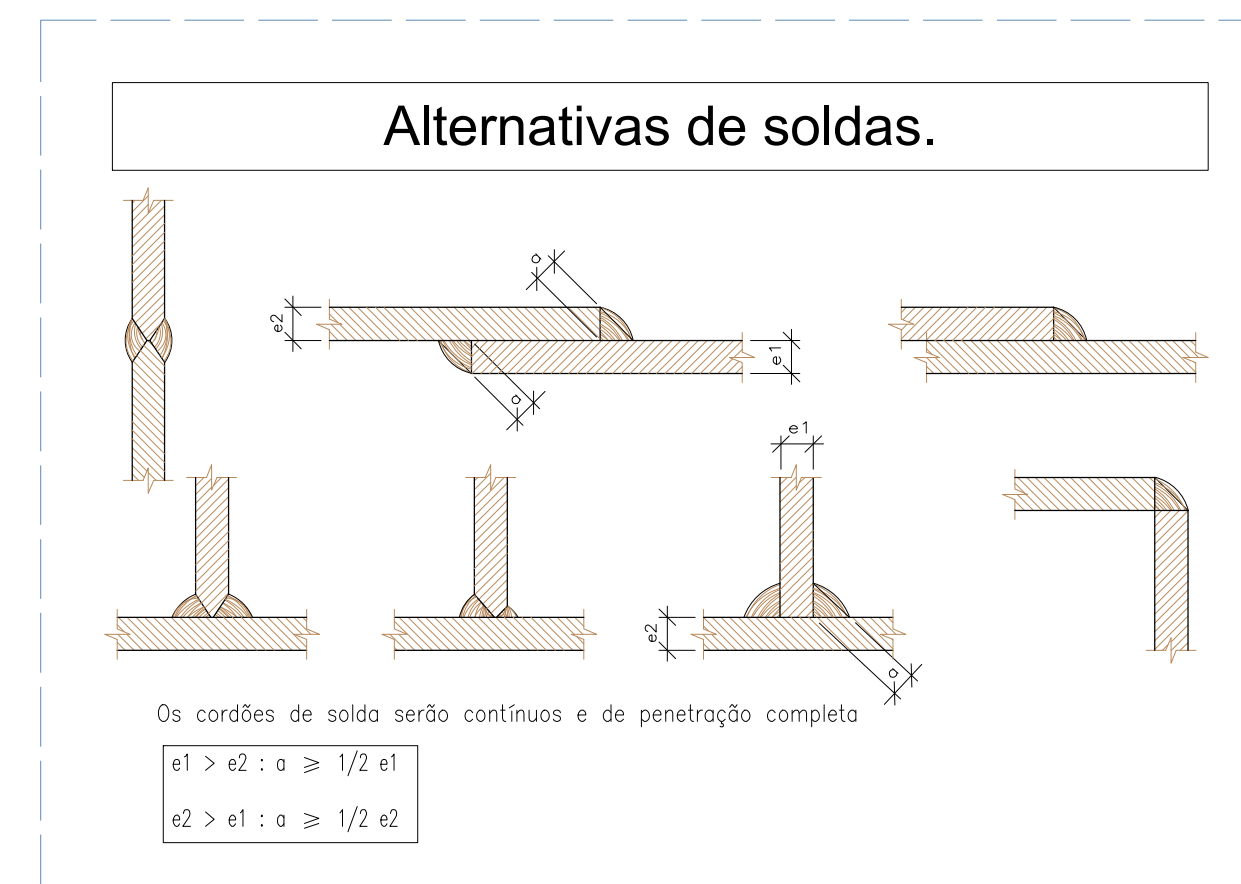 Alternativas de soldas.
a
e2
e1
a
e1
e2
a
Os cordões de solda serão contínuos e de penetração completa
e1 > e2 : a ⩾ 1/2 e1
e2 > e1 : a ⩾ 1/2 e2